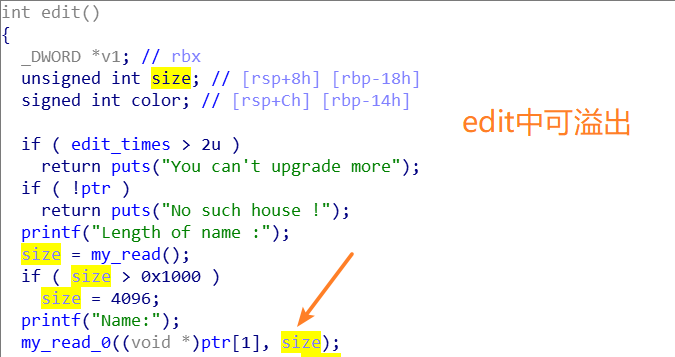 int edit()
{
_DWORD *v1; // rbx
unsigned int size; // [rsp+8h] [rbp-18h]
signed int color; // [rsp+Ch] [rbp-14h]
edit中可溢出
if ( edit_times > 2u )
return puts("You can't upgrade more");
if ( !ptr )
return puts("No such house !");
printf("Length of name :");
size = my_read();
if ( size > 0x1000 )
size = 4096;
printf("Name:");
my_read_0((void *)ptr[1], size);